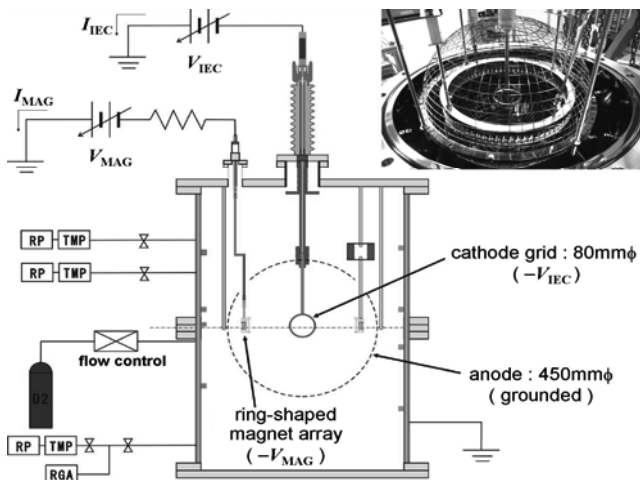 I_IEC
V_IEC
I_MAG
V_MAG
RP TMP
RP TMP
flow control
D2
RP TMP
RGA
cathode grid : 80mmϕ
(−V_IEC)
anode : 450mmϕ
( grounded )
ring-shaped
magnet array
(−V_MAG)